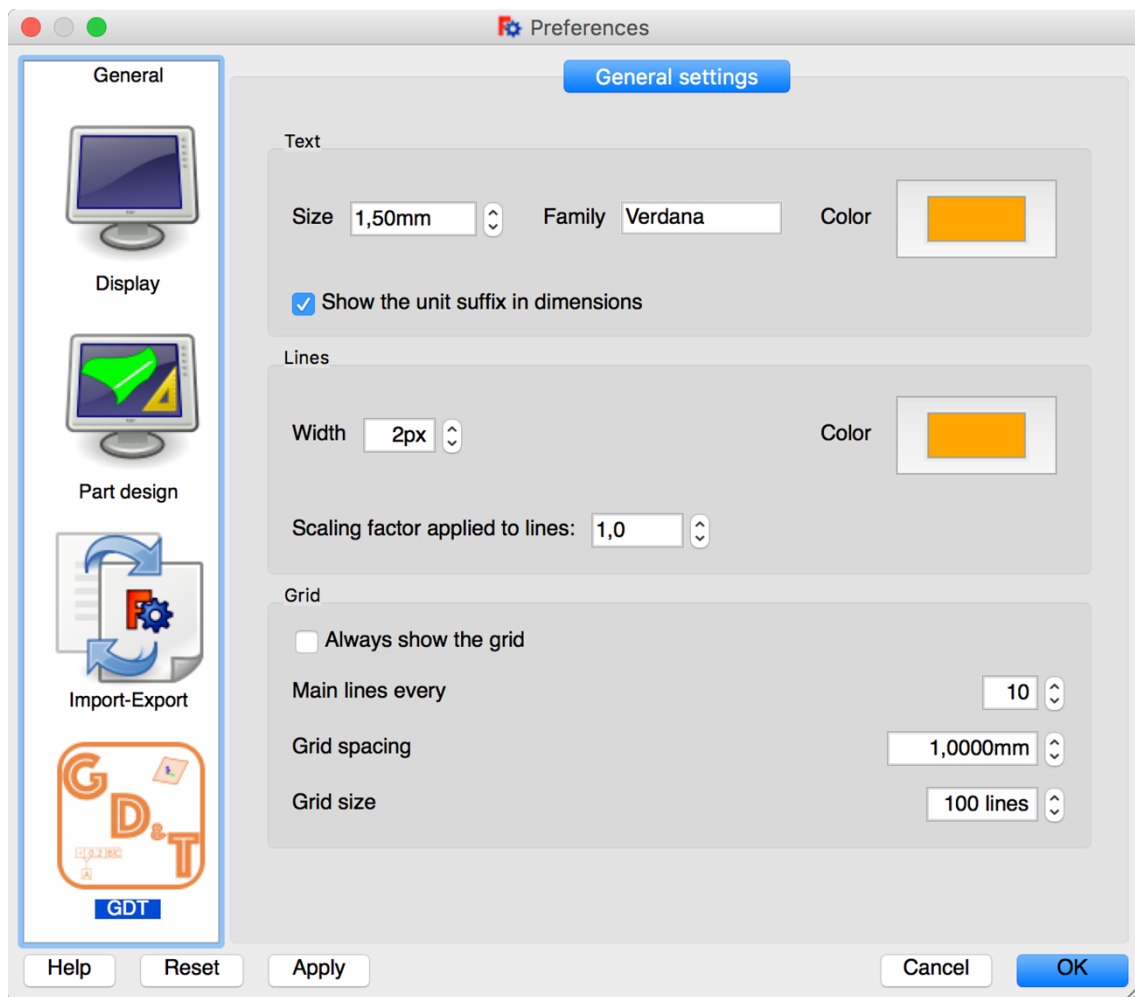 Preferences
General
Display
Part design
Import-Export
GD&T
GDT
General settings
Text
Size 1,50mm Family Verdana Color
Show the unit suffix in dimensions
Lines
Width 2px Color
Scaling factor applied to lines: 1,0
Grid
Always show the grid
Main lines every 10
Grid spacing 1,0000mm
Grid size 100 lines
Help Reset Apply Cancel OK